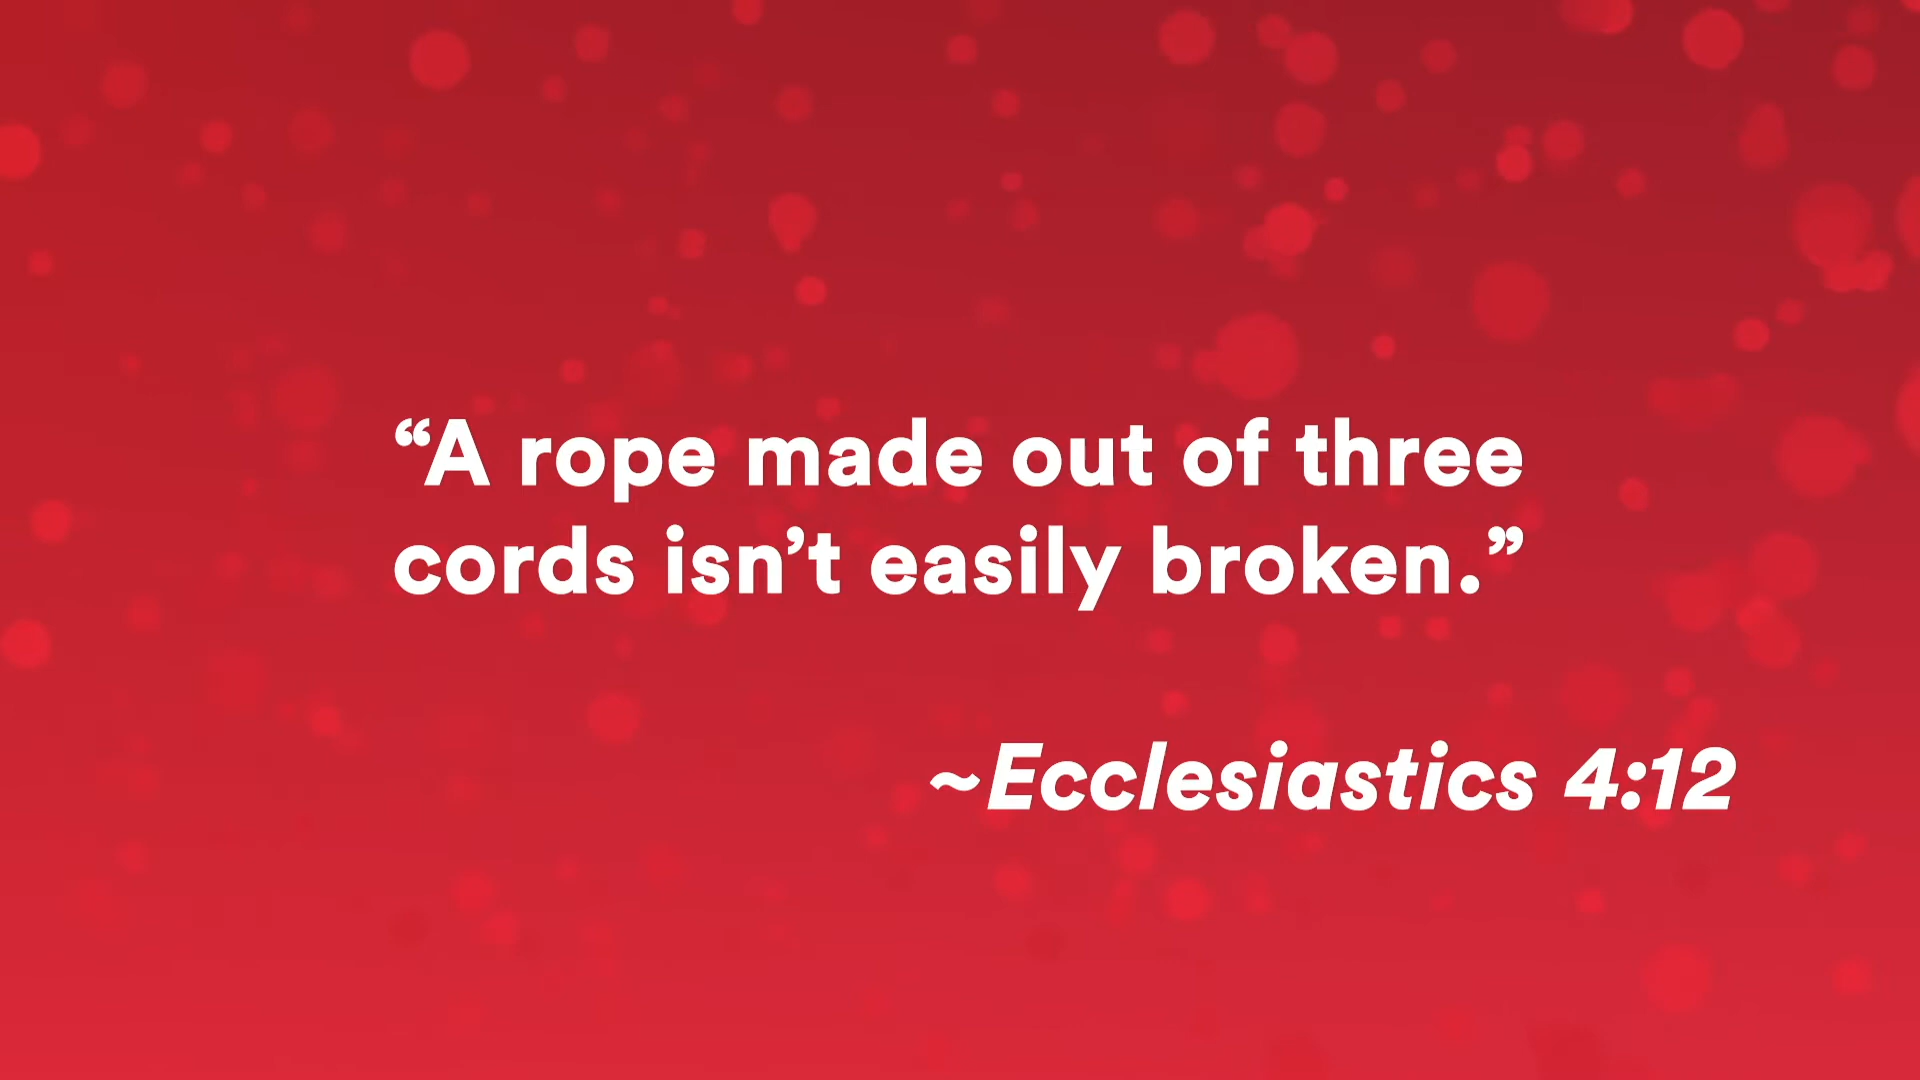 “A rope made out of three
cords isn’t easily broken.”
~Ecclesiastics 4:12